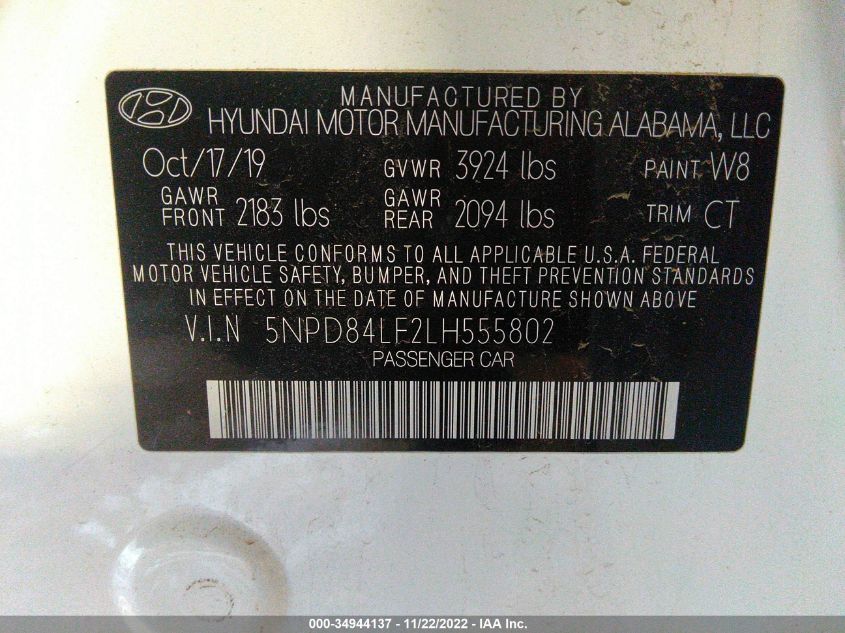 MANUFACTURED BY
HYUNDAI MOTOR MANUFACTURING ALABAMA, LLC
Oct/17/19 GVWR 3924 lbs PAINT W8
GAWR FRONT 2183 lbs GAWR REAR 2094 lbs TRIM CT
THIS VEHICLE CONFORMS TO ALL APPLICABLE U.S.A. FEDERAL
MOTOR VEHICLE SAFETY, BUMPER, AND THEFT PREVENTION STANDARDS
IN EFFECT ON THE DATE OF MANUFACTURE SHOWN ABOVE
V.I.N 5NPD84LF2LH555802
PASSENGER CAR
000-34944137 - 11/22/2022 - IAA Inc.